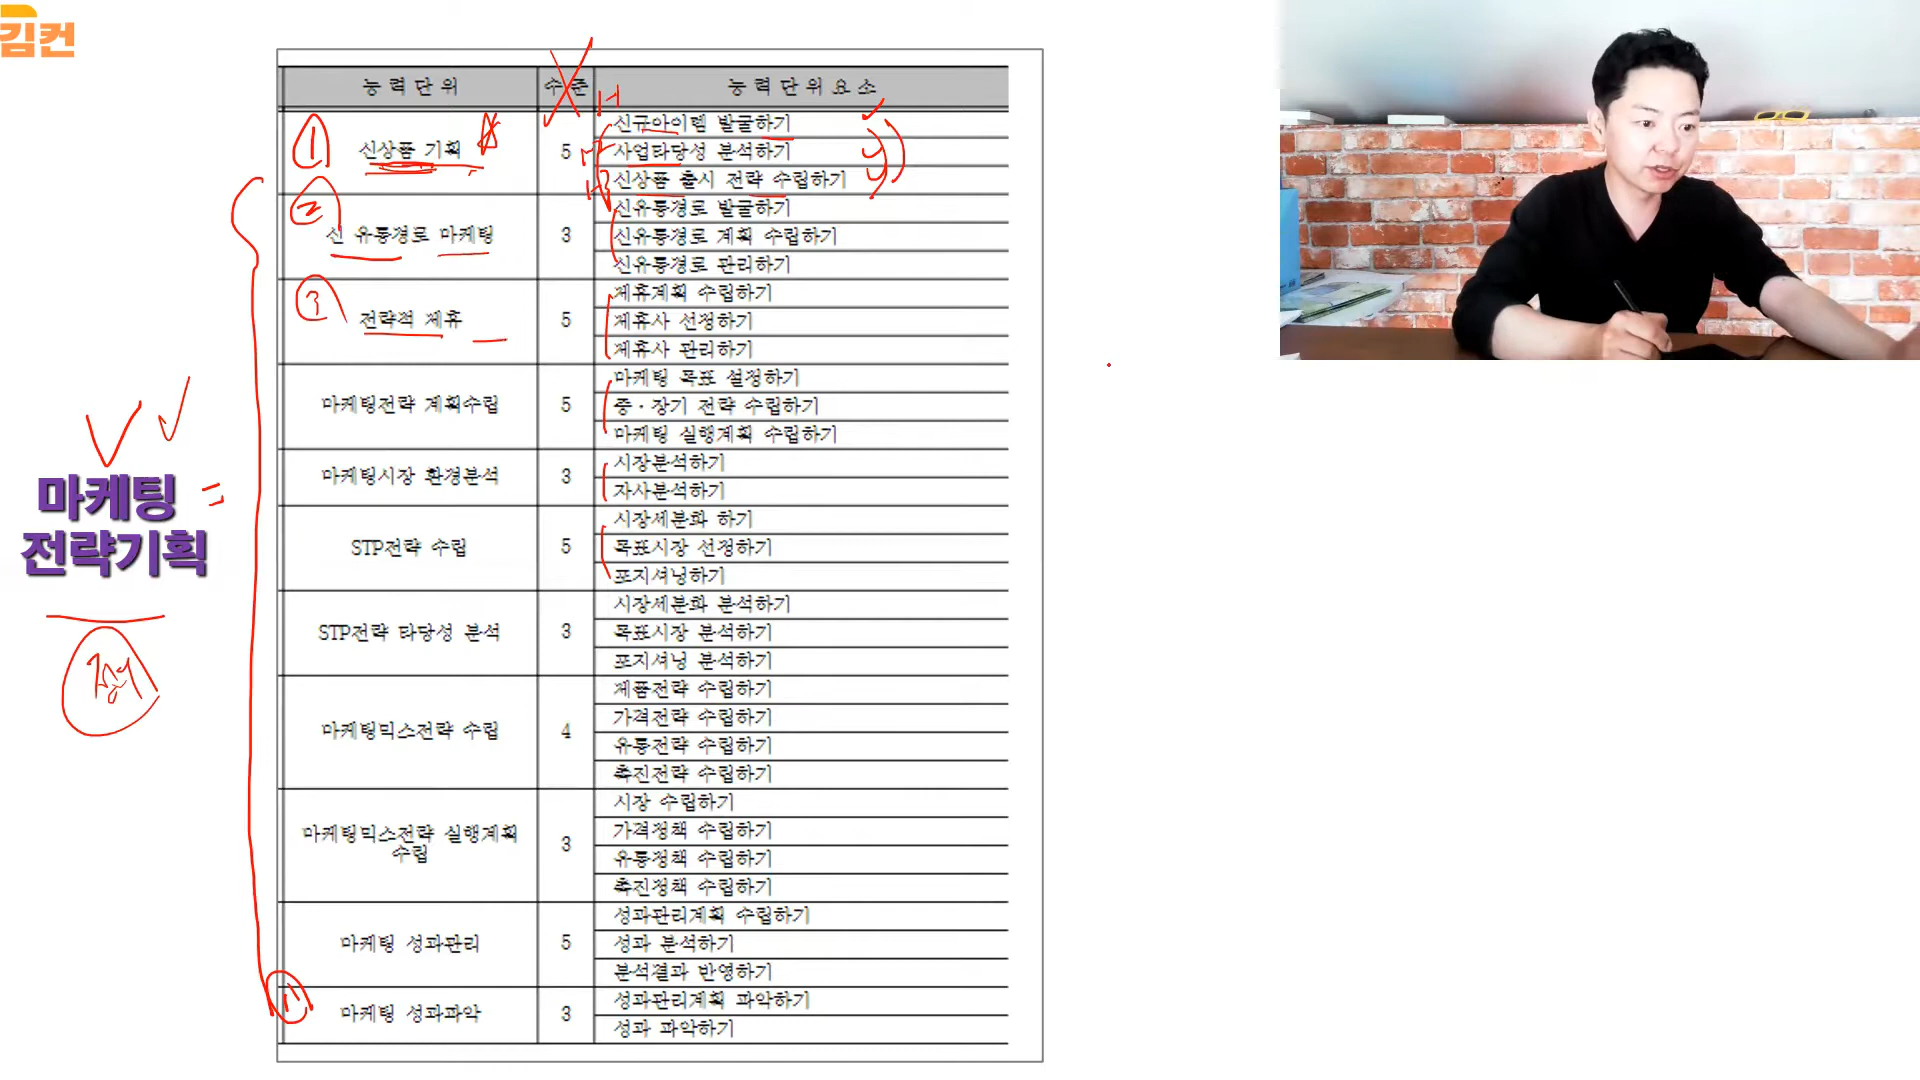 김컨
능력단위 수준 능력단위요소
① 신상품 기획 5
신규아이템 발굴하기
사업타당성 분석하기
신상품 출시 전략 수립하기
② 신 유통경로 마케팅 3
신유통경로 발굴하기
신유통경로 계획 수립하기
신유통경로 관리하기
③ 전략적 제휴 5
제휴계획 수립하기
제휴사 선정하기
제휴사 관리하기
마케팅전략 계획수립 5
마케팅 목표 설정하기
중·장기 전략 수립하기
마케팅 실행계획 수립하기
마케팅시장 환경분석 3
시장분석하기
자사분석하기
STP전략 수립 5
시장세분화 하기
목표시장 선정하기
포지셔닝하기
STP전략 타당성 분석 3
시장세분화 분석하기
목표시장 분석하기
포지셔닝 분석하기
마케팅믹스전략 수립 4
제품전략 수립하기
가격전략 수립하기
유통전략 수립하기
촉진전략 수립하기
마케팅믹스전략 실행계획
수립 3
시장 수립하기
가격정책 수립하기
유통정책 수립하기
촉진정책 수립하기
마케팅 성과관리 5
성과관리계획 수립하기
성과 분석하기
분석결과 반영하기
11 마케팅 성과파악 3
성과관리계획 파악하기
성과 파악하기
마케팅
전략기획